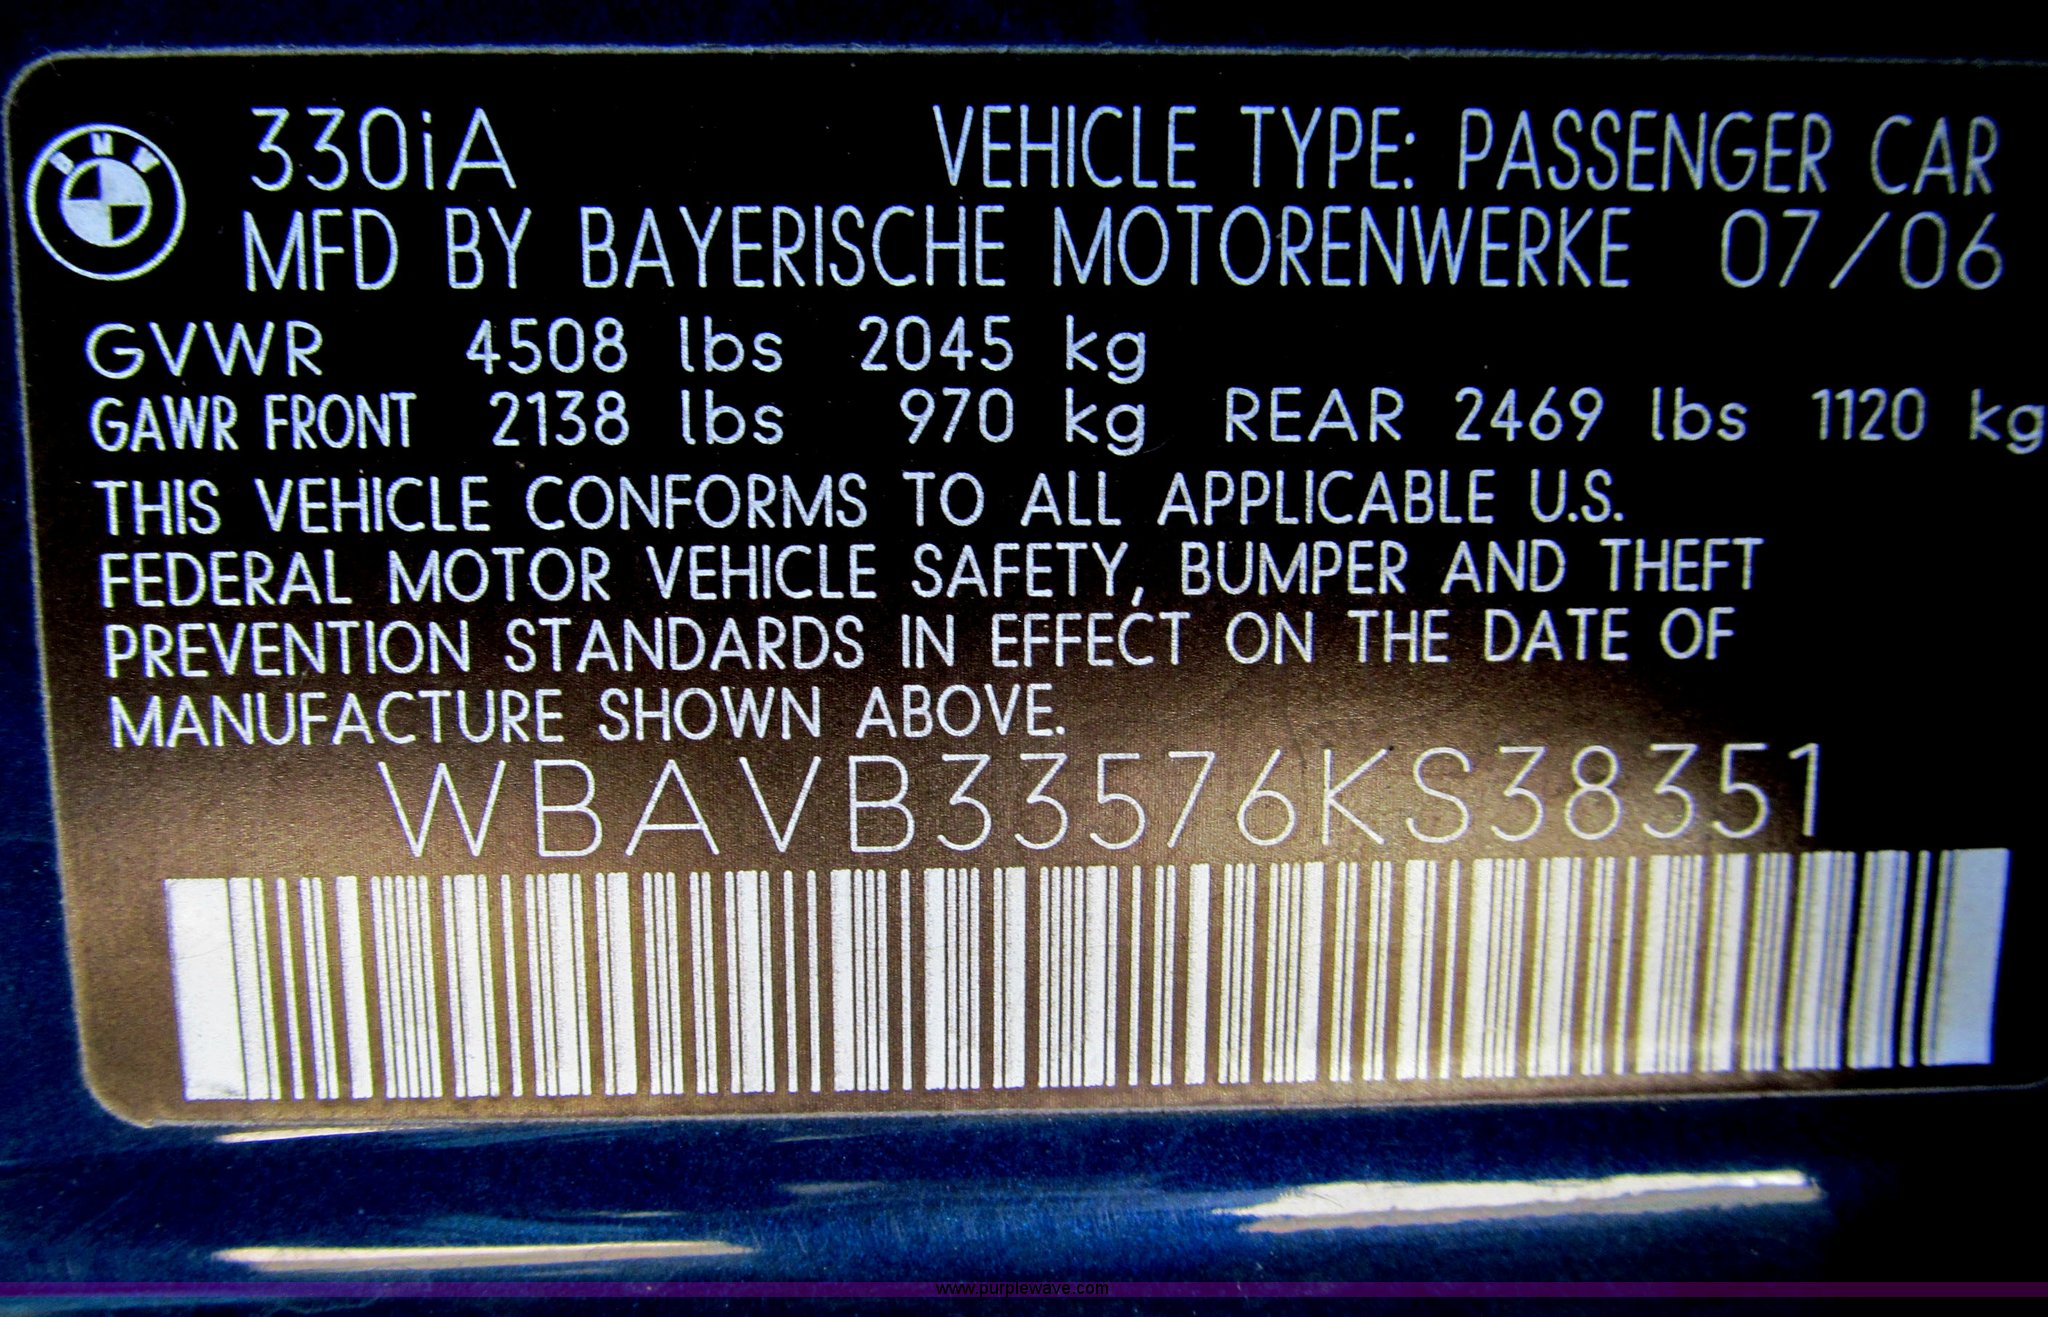 BMW
330iA VEHICLE TYPE: PASSENGER CAR
MFD BY BAYERISCHE MOTORENWERKE 07/06
GVWR 4508 lbs 2045 kg
GAWR FRONT 2138 lbs 970 kg REAR 2469 lbs 1120 kg
THIS VEHICLE CONFORMS TO ALL APPLICABLE U.S.
FEDERAL MOTOR VEHICLE SAFETY, BUMPER AND THEFT
PREVENTION STANDARDS IN EFFECT ON THE DATE OF
MANUFACTURE SHOWN ABOVE.
WBAVB33576KS38351
www.purplewave.com